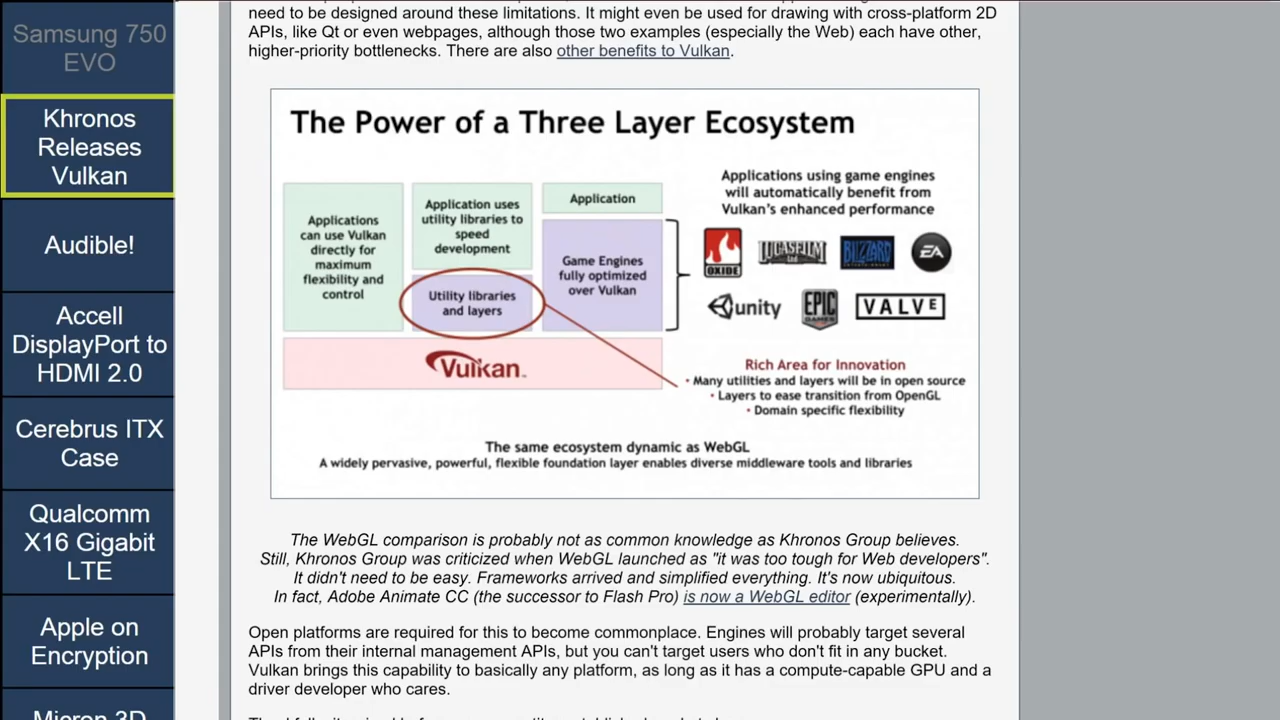 Samsung 750
EVO
Khronos
Releases
Vulkan
Audible!
Accell
DisplayPort to
HDMI 2.0
Cerebrus ITX
Case
Qualcomm
X16 Gigabit
LTE
Apple on
Encryption
Micron 3D
need to be designed around these limitations. It might even be used for drawing with cross-platform 2D
APIs, like Qt or even webpages, although those two examples (especially the Web) each have other,
higher-priority bottlenecks. There are also other benefits to Vulkan.
The Power of a Three Layer Ecosystem
Applications
can use Vulkan
directly for
maximum
flexibility and
control
Application uses
utility libraries to
speed
development
Utility libraries
and layers
Application
Game Engines
fully optimized
over Vulkan
Vulkan
Applications using game engines
will automatically benefit from
Vulkan's enhanced performance
OXIDE
LUCASFILM
Ltd
BLIZZARD
ENTERTAINMENT
EA
unity
EPIC
GAMES
VALVE
Rich Area for Innovation
• Many utilities and layers will be in open source
• Layers to ease transition from OpenGL
• Domain specific flexibility
The same ecosystem dynamic as WebGL
A widely pervasive, powerful, flexible foundation layer enables diverse middleware tools and libraries
The WebGL comparison is probably not as common knowledge as Khronos Group believes.
Still, Khronos Group was criticized when WebGL launched as "it was too tough for Web developers".
It didn't need to be easy. Frameworks arrived and simplified everything. It's now ubiquitous.
In fact, Adobe Animate CC (the successor to Flash Pro) is now a WebGL editor (experimentally).
Open platforms are required for this to become commonplace. Engines will probably target several
APIs from their internal management APIs, but you can't target users who don't fit in any bucket.
Vulkan brings this capability to basically any platform, as long as it has a compute-capable GPU and a
driver developer who cares.